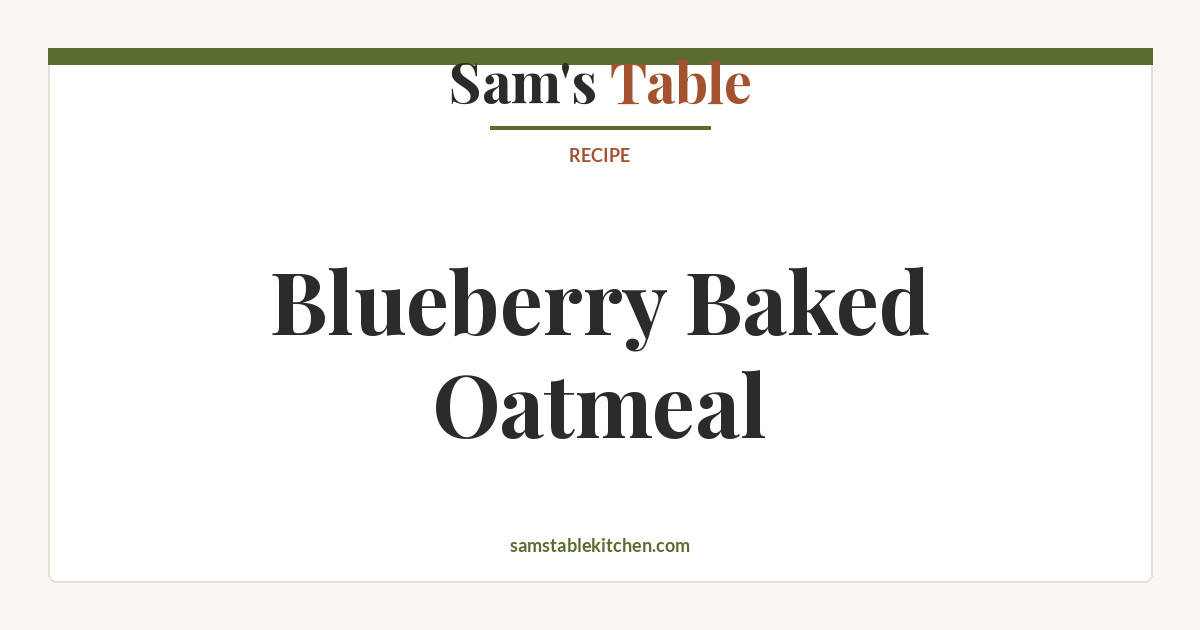 Sam's Table
RECIPE
Blueberry Baked
Oatmeal
samstablekitchen.com